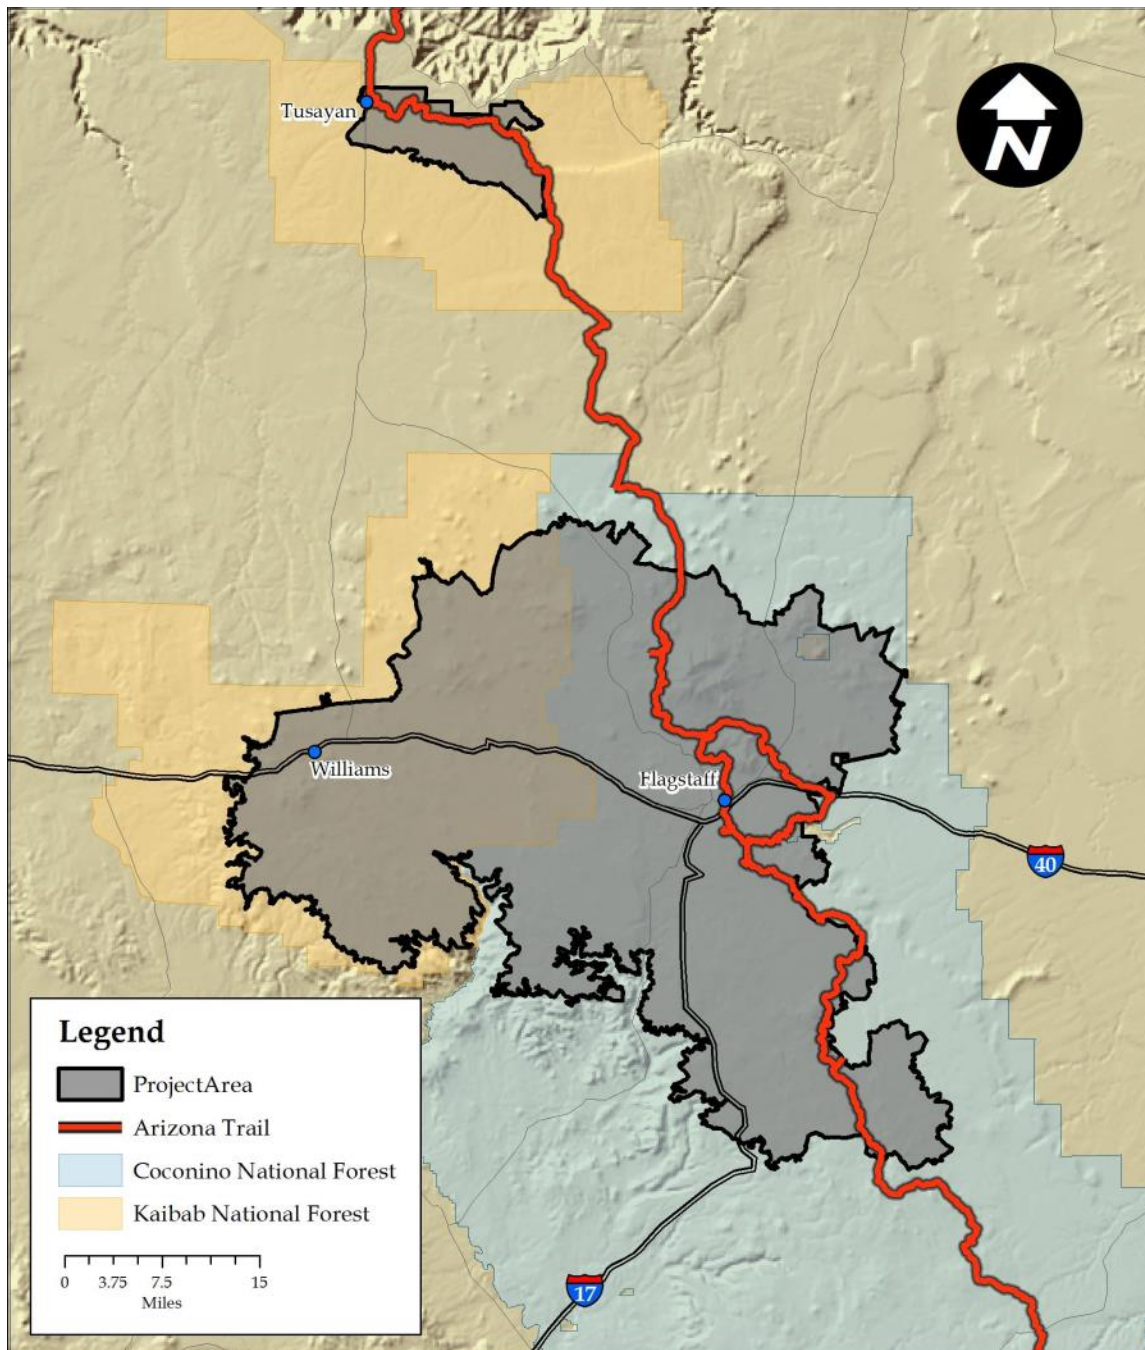 Tusayan
N
Williams
Flagstaff
40
Legend
ProjectArea
Arizona Trail
Coconino National Forest
Kaibab National Forest
0 3.75 7.5 15
Miles
17